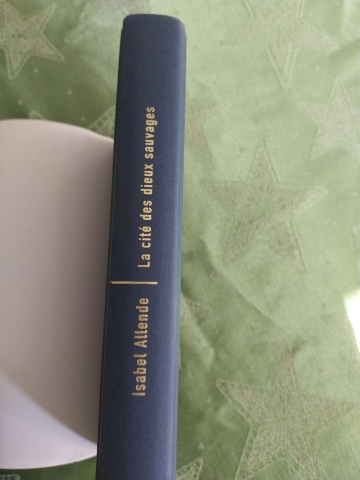 Isabel Allende | La cité des dieux sauvages